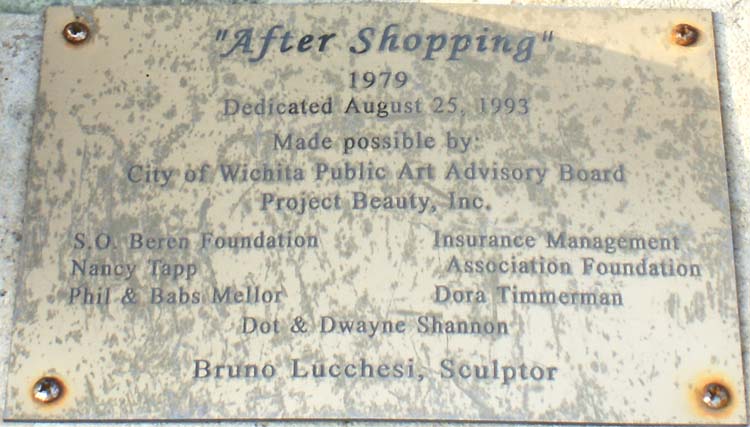 "After Shopping"
1979
Dedicated August 25, 1993
Made possible by:
City of Wichita Public Art Advisory Board
Project Beauty, Inc.
S.O. Beren Foundation
Nancy Tapp
Phil & Babs Mellor
Insurance Management
Association Foundation
Dora Timmerman
Dot & Dwayne Shannon
Bruno Lucchesi, Sculptor